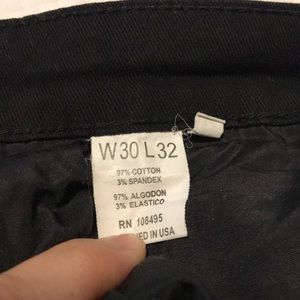 W30 L32
97% COTTON
3% SPANDEX
97% ALGODON
3% ELASTICO
RN 108495
IN USA